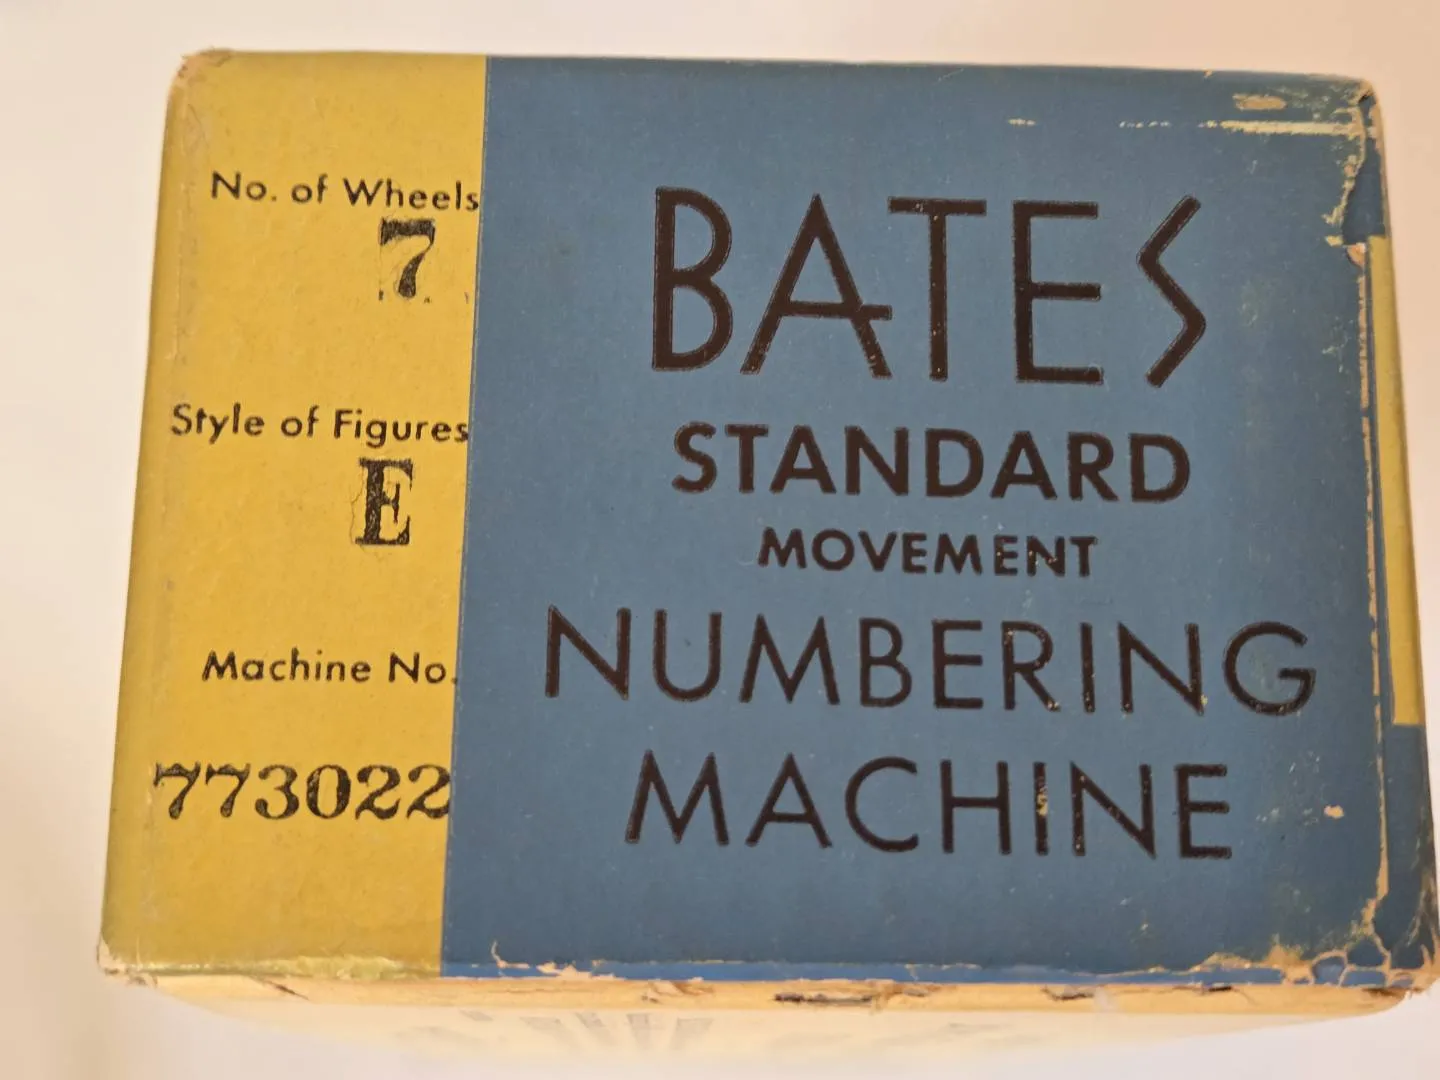 No. of Wheels
7
Style of Figures
E
Machine No.
773022
BATES
STANDARD
MOVEMENT
NUMBERING
MACHINE